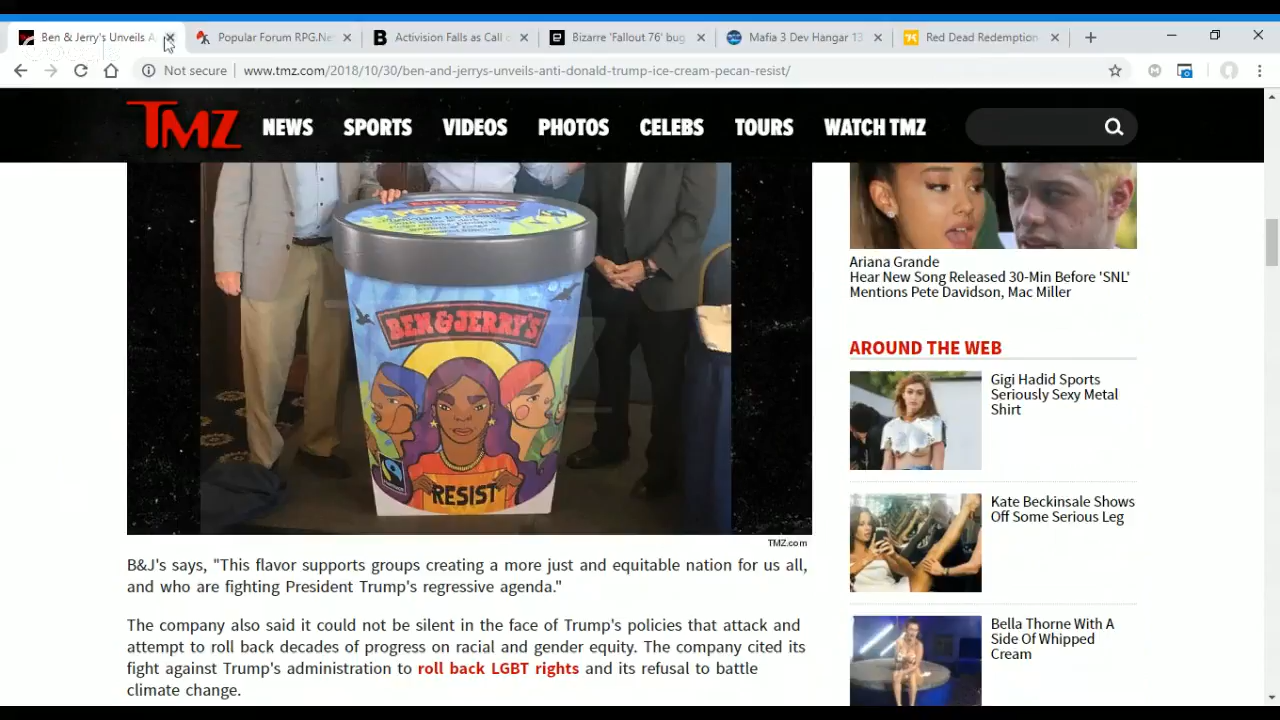 Ben & Jerry's Unveils A
Popular Forum RPG.Ne
Activision Falls as Call o
Bizarre 'Fallout 76' bug
Mafia 3 Dev Hangar 13
Red Dead Redemption
Not secure
www.tmz.com/2018/10/30/ben-and-jerrys-unveils-anti-donald-trump-ice-cream-pecan-resist/
TMZ
NEWS
SPORTS
VIDEOS
PHOTOS
CELEBS
TOURS
WATCH TMZ
BEN & JERRY'S
RESIST
TMZ.com
B&J's says, "This flavor supports groups creating a more just and equitable nation for us all,
and who are fighting President Trump's regressive agenda."
The company also said it could not be silent in the face of Trump's policies that attack and
attempt to roll back decades of progress on racial and gender equity. The company cited its
fight against Trump's administration to roll back LGBT rights and its refusal to battle
climate change.
Ariana Grande
Hear New Song Released 30-Min Before 'SNL'
Mentions Pete Davidson, Mac Miller
AROUND THE WEB
Gigi Hadid Sports
Seriously Sexy Metal
Shirt
Kate Beckinsale Shows
Off Some Serious Leg
Bella Thorne With A
Side Of Whipped
Cream